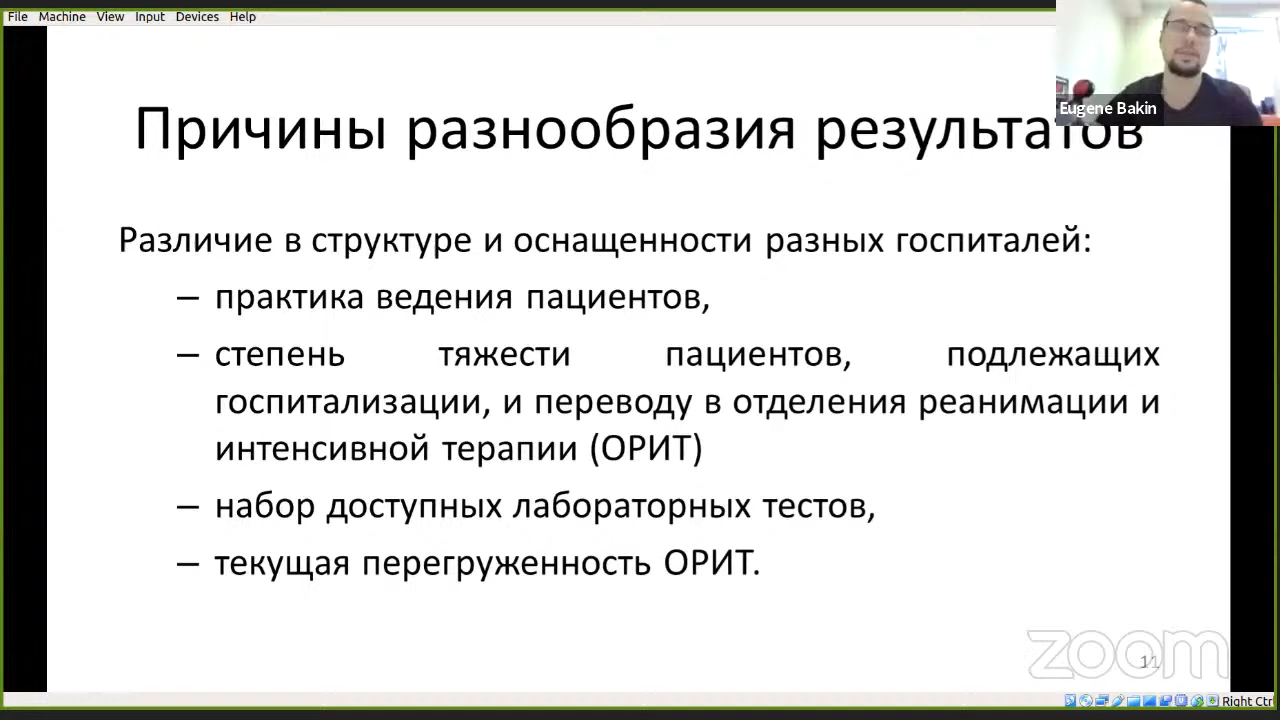 File Machine View Input Devices Help
Eugene Bakin
Причины разнообразия результатов
Различие в структуре и оснащенности разных госпиталей:
– практика ведения пациентов,
– степень тяжести пациентов, подлежащих
госпитализации, и переводу в отделения реанимации и
интенсивной терапии (ОРИТ)
– набор доступных лабораторных тестов,
– текущая перегруженность ОРИТ.
zoom
11
Right Ctrl